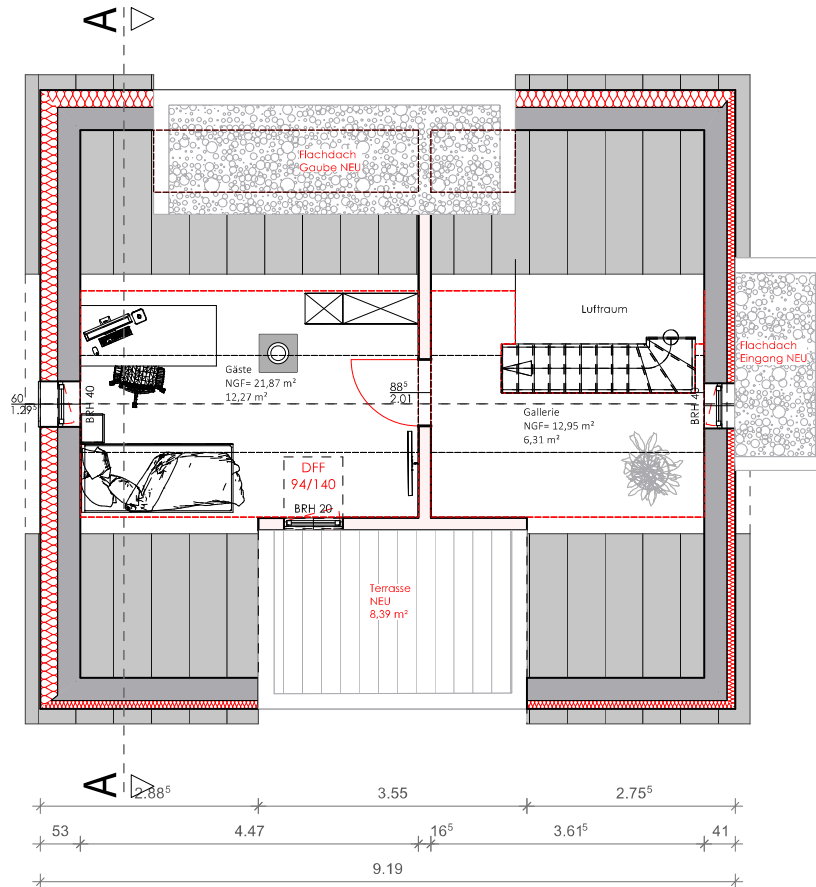 A
Flachdach
Gaube NEU
Luftraum
Flachdach
Eingang NEU
Gäste
NGF= 21,87 m²
12,27 m²
60
1.29⁵
BRH 40
88⁵
2.01
Gallerie
NGF= 12,95 m²
6,31 m²
BRH 40
DFF
94/140
BRH 20
Terrasse
NEU
8,39 m²
A
2.88⁵
3.55
2.75⁵
53
4.47
16⁵
3.61⁵
41
9.19